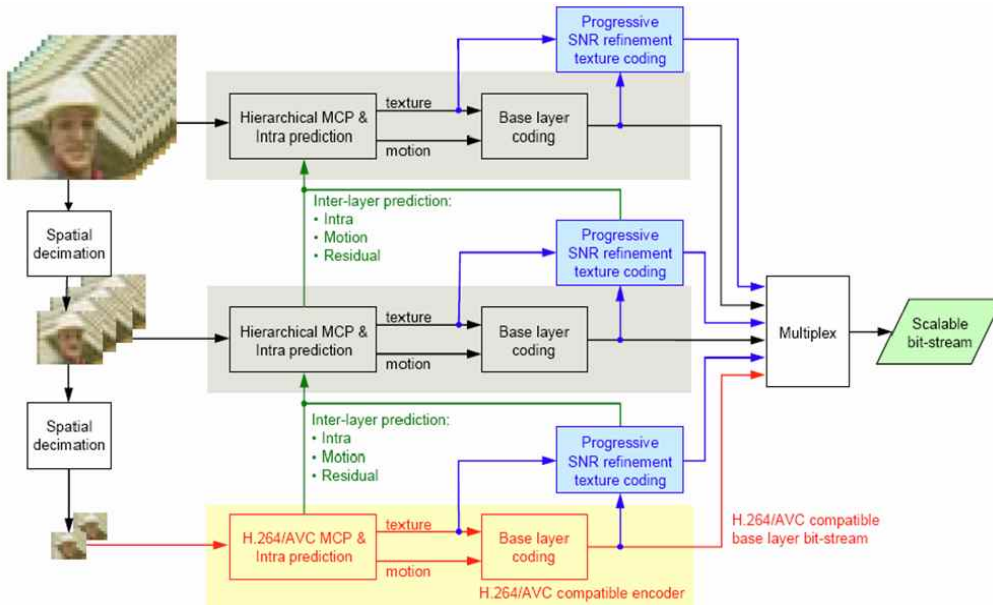 Progressive
SNR refinement
texture coding
Hierarchical MCP &
Intra prediction
texture
motion
Base layer
coding
Spatial
decimation
Inter-layer prediction:
• Intra
• Motion
• Residual
Progressive
SNR refinement
texture coding
Hierarchical MCP &
Intra prediction
texture
motion
Base layer
coding
Multiplex
Scalable
bit-stream
Spatial
decimation
Inter-layer prediction:
• Intra
• Motion
• Residual
Progressive
SNR refinement
texture coding
H.264/AVC MCP &
Intra prediction
texture
motion
Base layer
coding
H.264/AVC compatible
base layer bit-stream
H.264/AVC compatible encoder